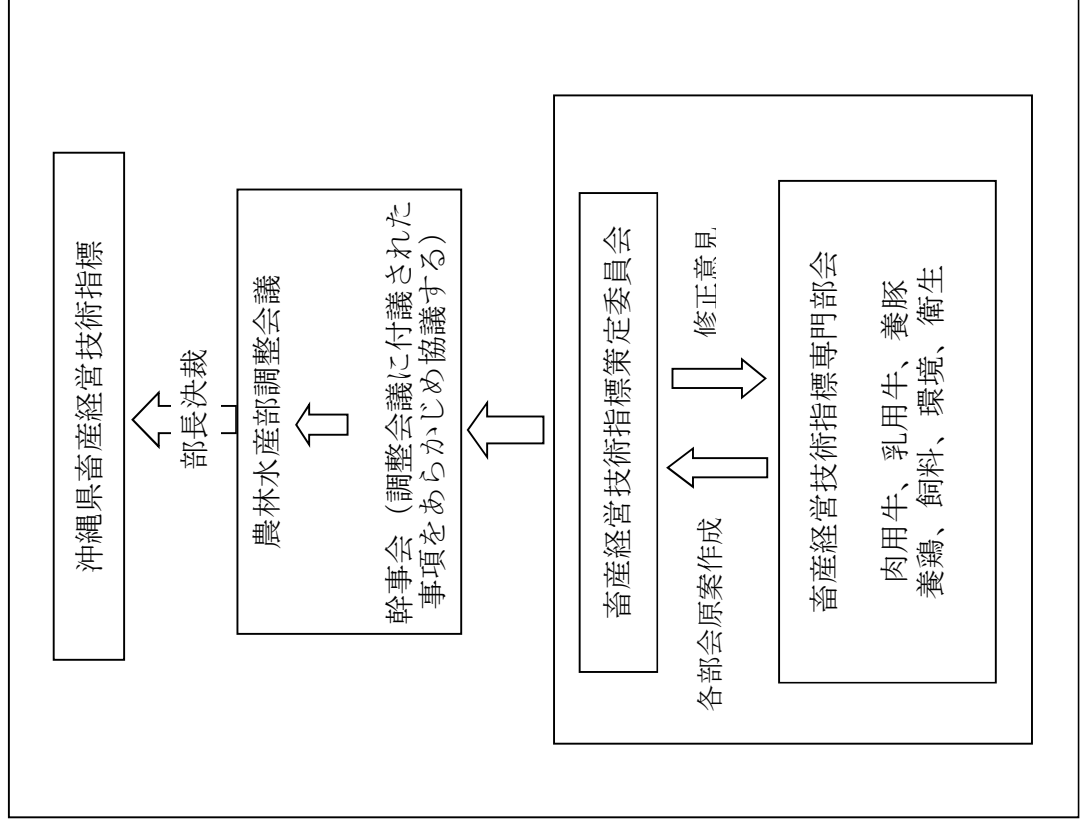 沖縄県畜産経営技術指標
部長決裁
農林水産部調整会議
幹事会（調整会議に付議された
事項をあらかじめ協議する）
畜産経営技術指標策定委員会
各部会原案作成
修正意見
畜産経営技術指標専門部会
肉用牛、乳用牛、養豚
養鶏、飼料、環境、衛生